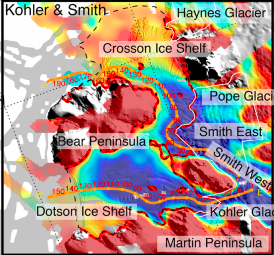 Kohler & Smith
Haynes Glacier
Crosson Ice Shelf
Pope Glaci
Smith East
Bear Peninsula
Smith West
Dotson Ice Shelf
Kohler Glac
Martin Peninsula